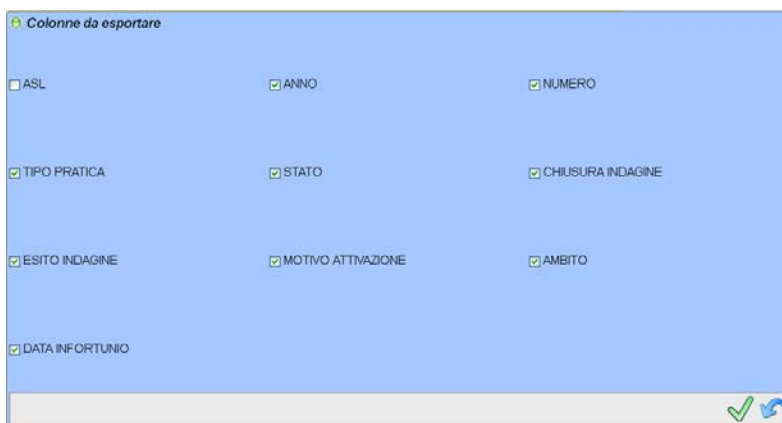 Colonne da esportare
ASL ANNO NUMERO
TIPO PRATICA STATO CHIUSURA INDAGINE
ESITO INDAGINE MOTIVO ATTIVAZIONE AMBITO
DATA INFORTUNIO